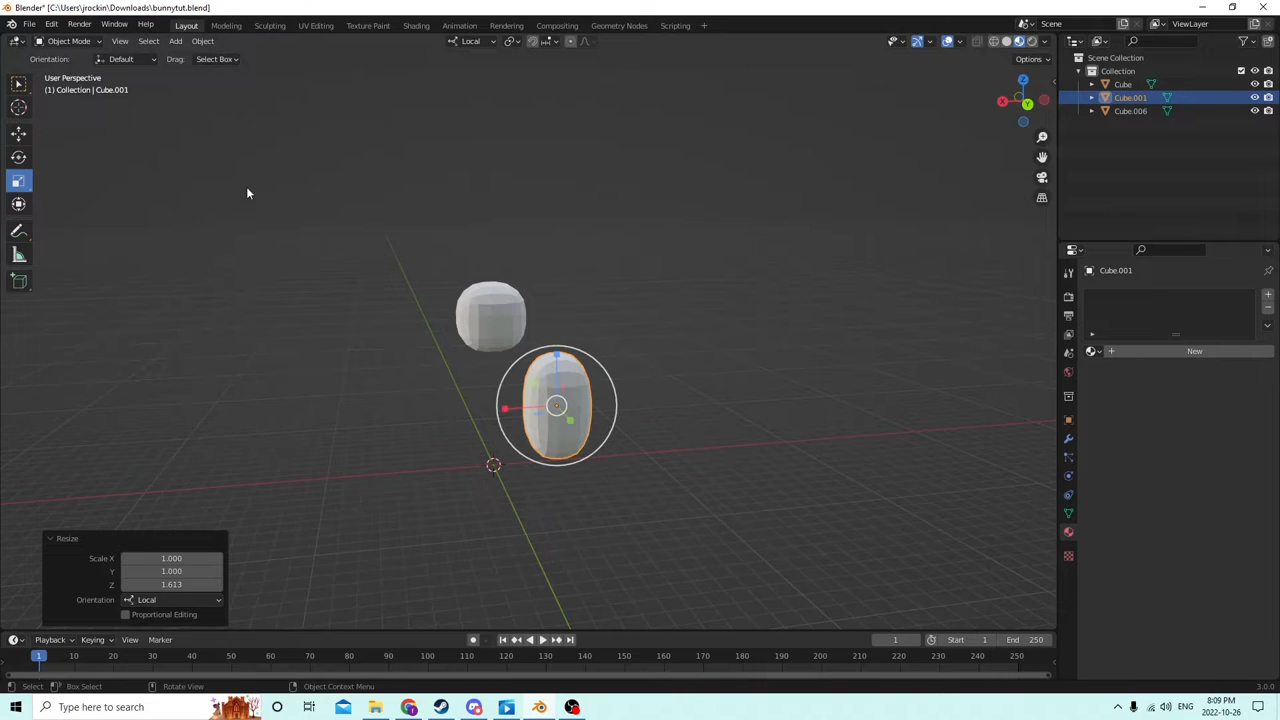 Blender* [C:\Users\jrockin\Downloads\bunnytut.blend]
File Edit Render Window Help Layout Modeling Sculpting UV Editing Texture Paint Shading Animation Rendering Compositing Geometry Nodes Scripting + Scene ViewLayer
Object Mode View Select Add Object Local
Orientation: Default Drag: Select Box Options
User Perspective
(1) Collection | Cube.001
Scene Collection
Collection
Cube
Cube.001
Cube.006
Z
X
Y
Cube.001
+ New
Resize
Scale X 1.000
Y 1.000
Z 1.613
Orientation Local
Proportional Editing
Playback Keying View Marker 1 Start 1 End 250
1 10 20 30 40 50 60 70 80 90 100 110 120 130 140 150 160 170 180 190 200 210 220 230 240 250
Select Box Select Rotate View Object Context Menu 3.0.0
Type here to search
ENG
8:09 PM
2022-10-26